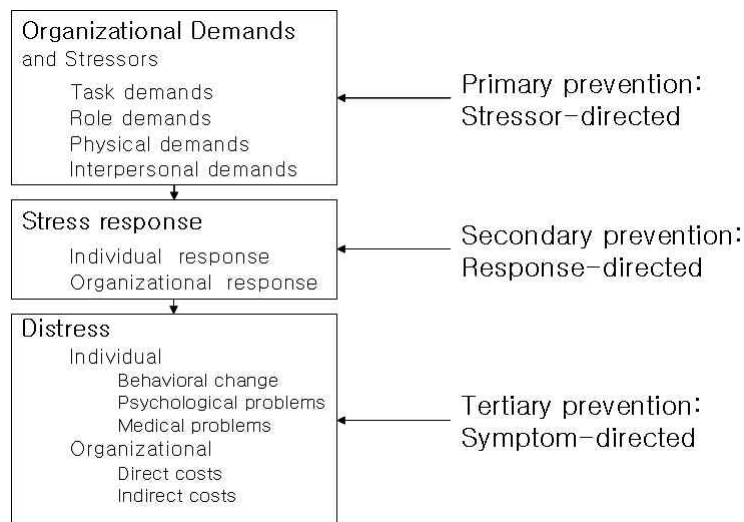 Organizational Demands
and Stressors
Task demands
Role demands
Physical demands
Interpersonal demands
Primary prevention:
Stressor-directed
Stress response
Individual response
Organizational response
Secondary prevention:
Response-directed
Distress
Individual
Behavioral change
Psychological problems
Medical problems
Organizational
Direct costs
Indirect costs
Tertiary prevention:
Symptom-directed